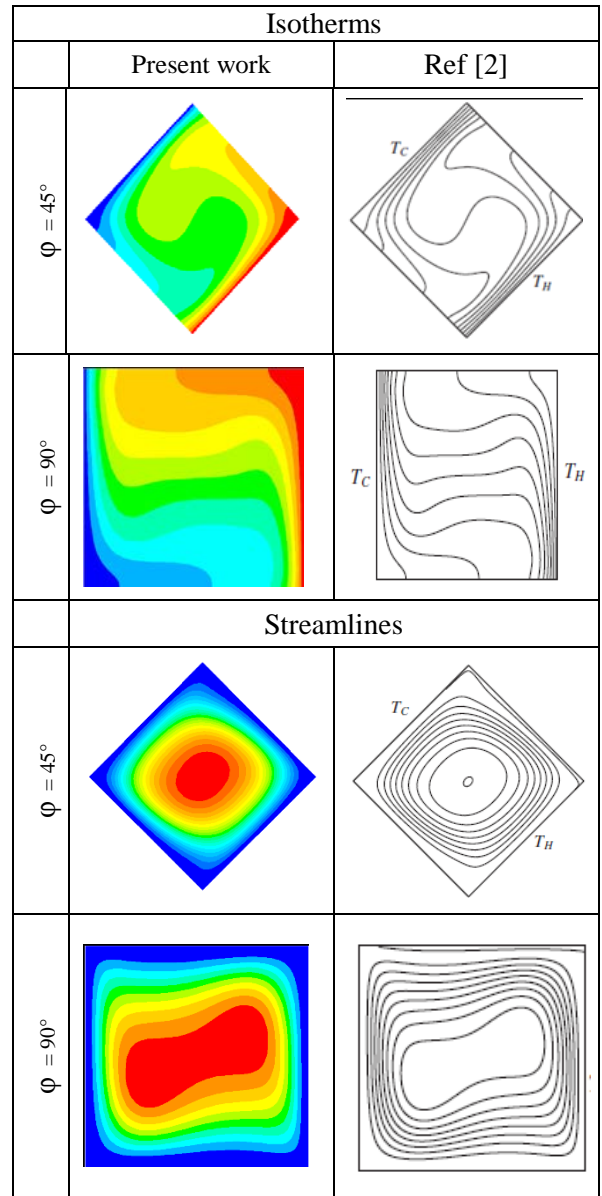 Isotherms
Present work
Ref [2]
φ = 45°
T_C
T_H
φ = 90°
T_C
T_H
Streamlines
φ = 45°
T_C
T_H
φ = 90°